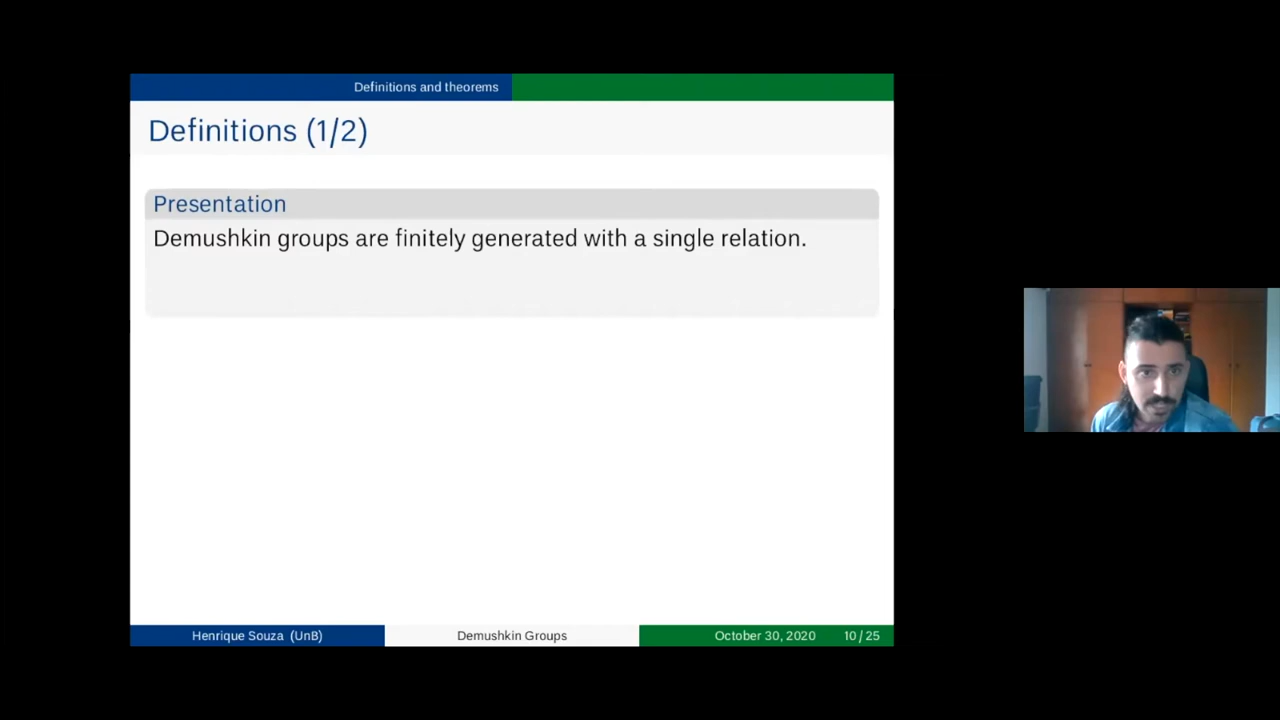 Definitions and theorems
Definitions (1/2)
Presentation
Demushkin groups are finitely generated with a single relation.
Henrique Souza (UnB)
Demushkin Groups
October 30, 2020
10 / 25